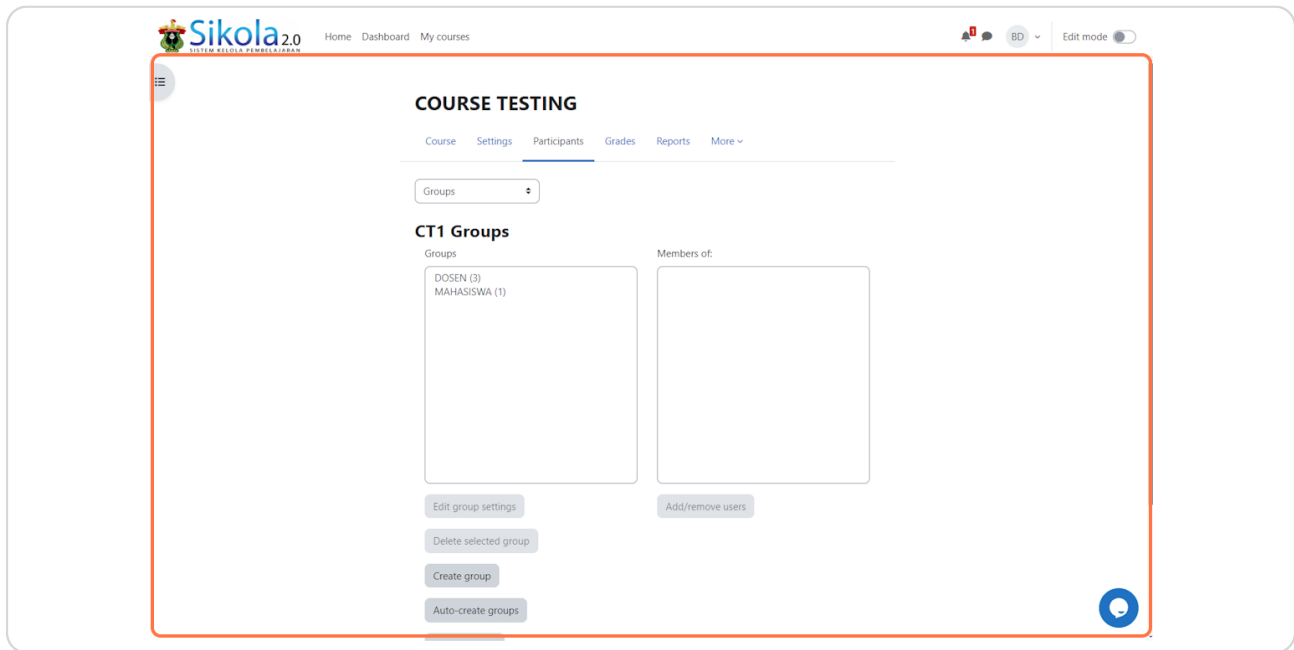 Sikola 2.0
SISTEM KELOLA PEMBELAJARAN
Home Dashboard My courses
1
BD
Edit mode
COURSE TESTING
Course Settings Participants Grades Reports More
Groups
CT1 Groups
Groups
Members of:
DOSEN (3)
MAHASISWA (1)
Edit group settings
Add/remove users
Delete selected group
Create group
Auto-create groups